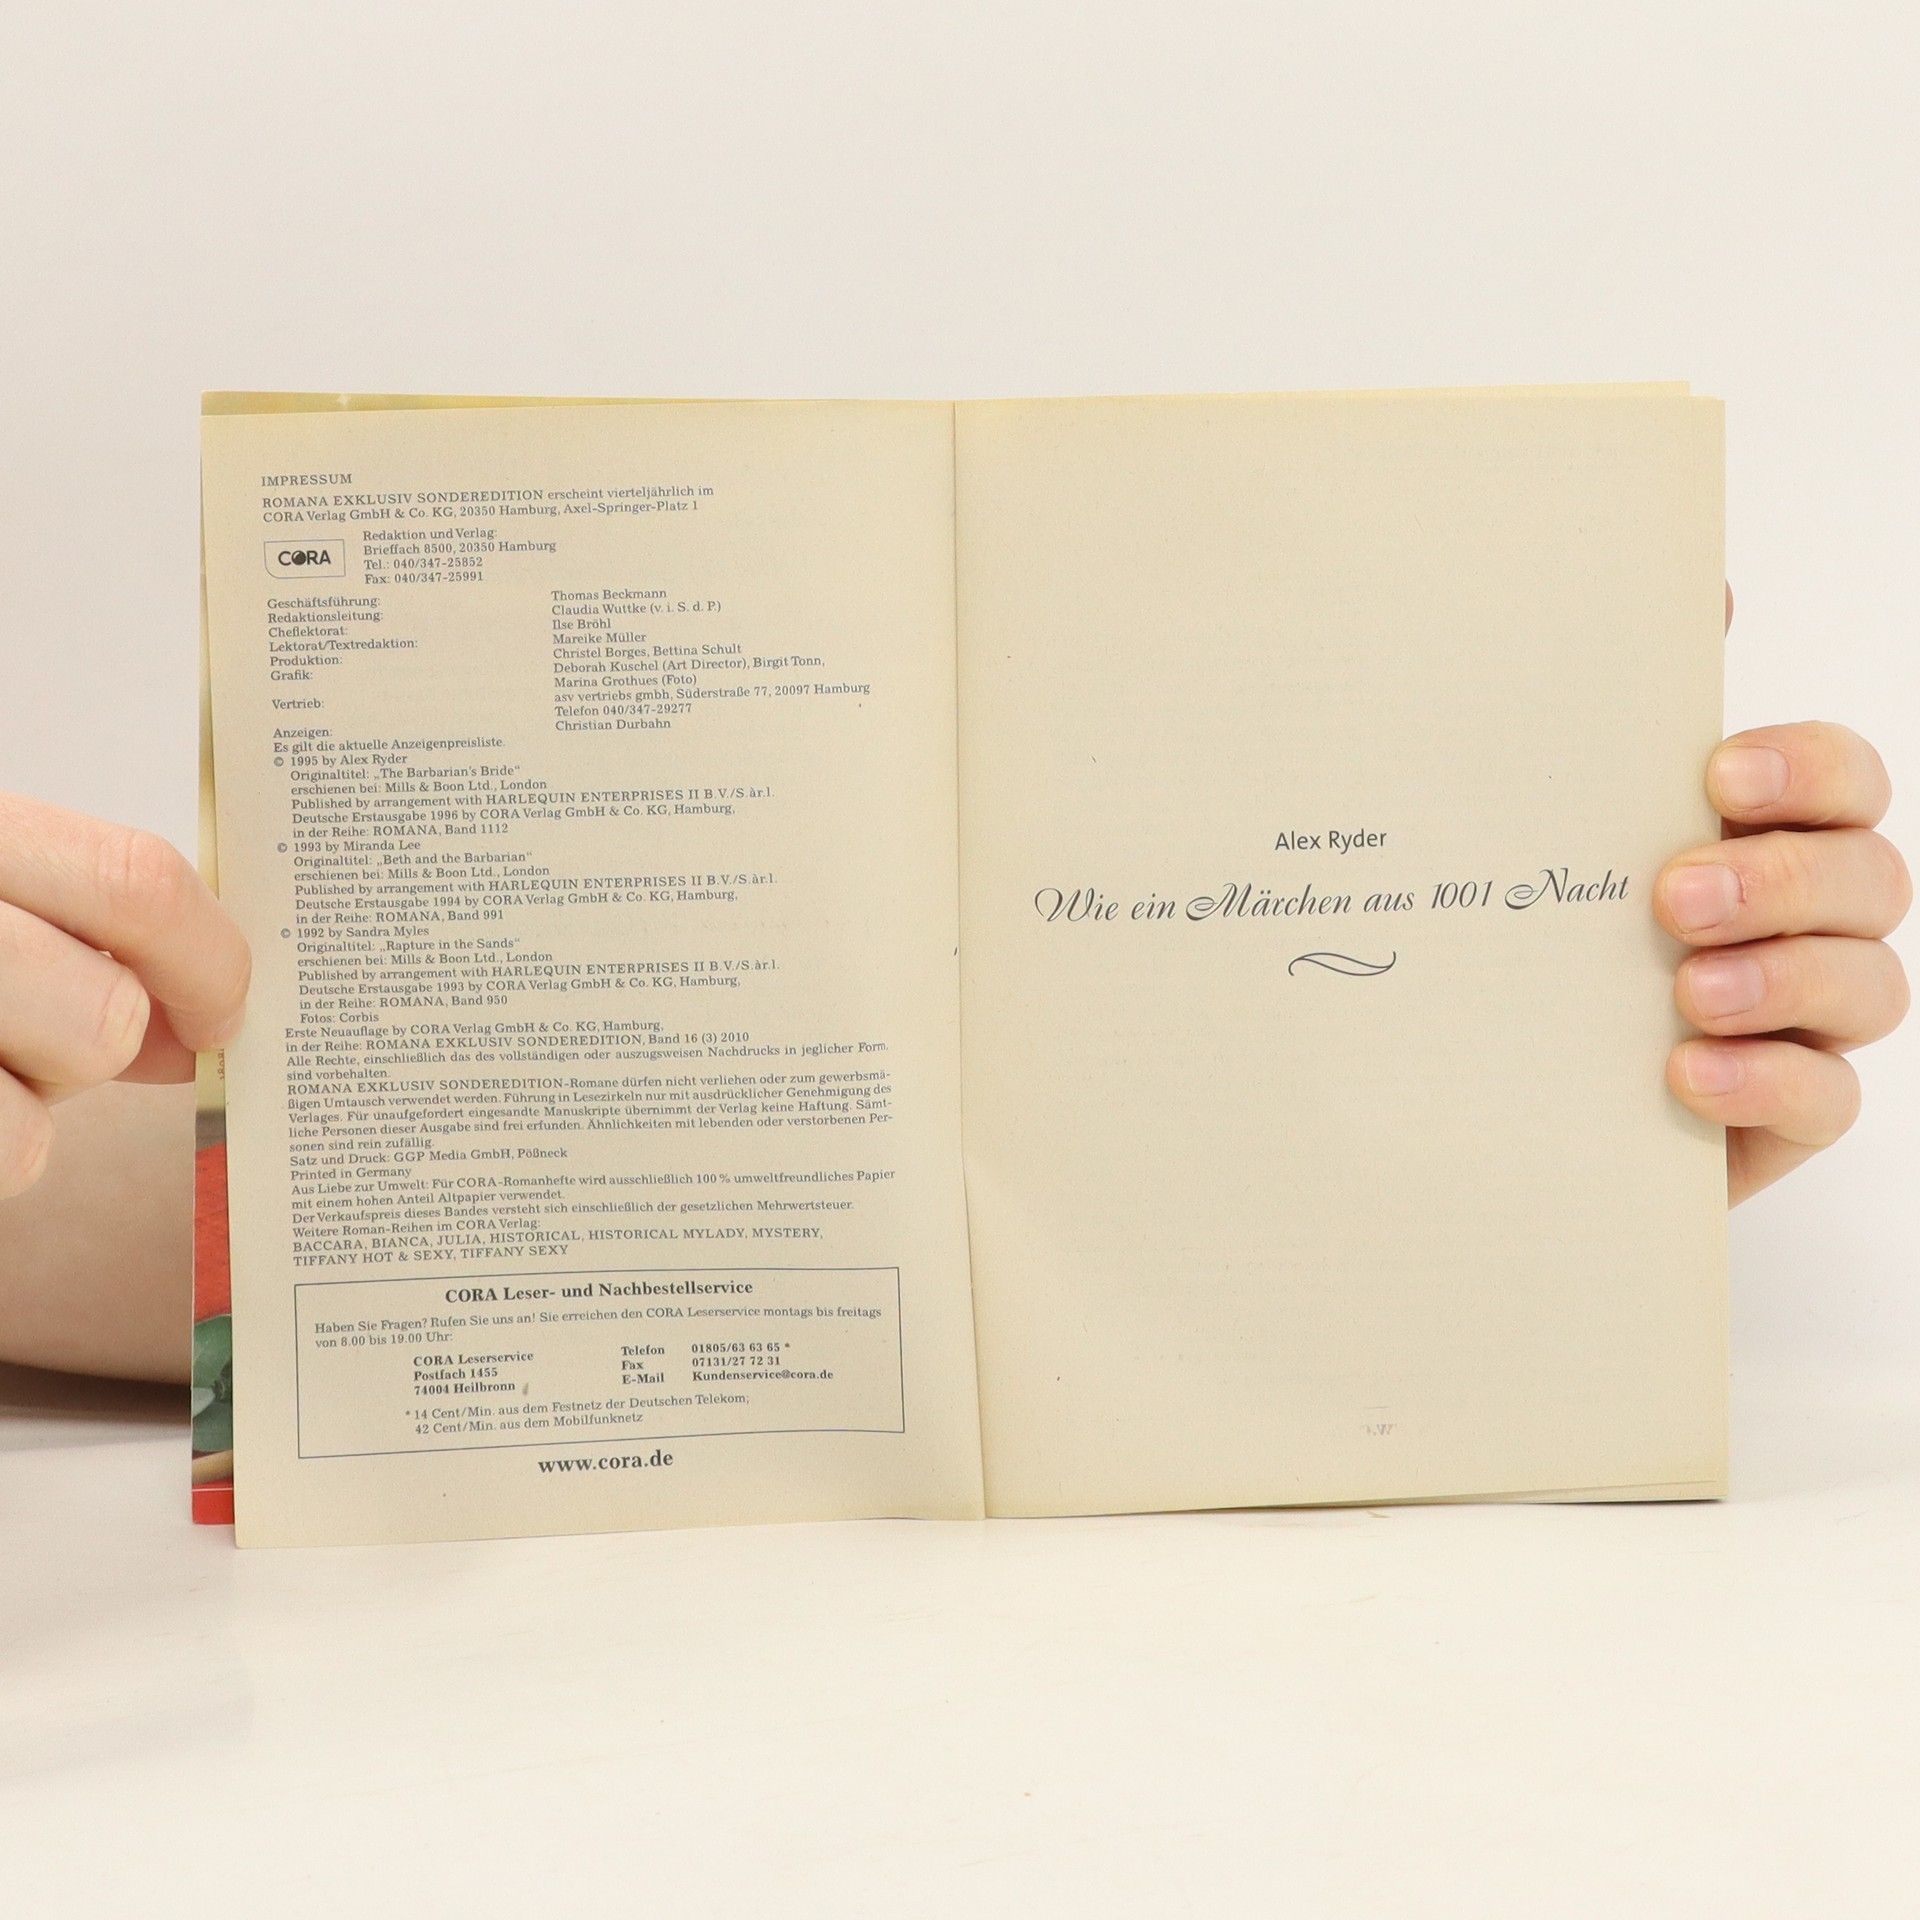 IMPRESSUM
ROMANA EXKLUSIV SONDEREDITION erscheint vierteljährlich im
CORA Verlag GmbH & Co. KG, 20350 Hamburg, Axel-Springer-Platz 1
CORA
Redaktion und Verlag:
Brieffach 8500, 20350 Hamburg
Tel.: 040/347-25852
Fax: 040/347-25991
Geschäftsführung: Thomas Beckmann
Redaktionsleitung: Claudia Wuttke (v. i. S. d. P.)
Cheflektorat: Ilse Bröhl
Lektorat/Textredaktion: Mareike Müller
Produktion: Christel Borges, Bettina Schult
Grafik: Deborah Kuschel (Art Director), Birgit Tonn,
Marina Grothues (Foto)
Vertrieb: asv vertriebs gmbh, Süderstraße 77, 20097 Hamburg
Telefon 040/347-29277
Anzeigen: Christian Durbahn
Es gilt die aktuelle Anzeigenpreisliste.
© 1995 by Alex Ryder
Originaltitel: „The Barbarian's Bride“
erschienen bei: Mills & Boon Ltd., London
Published by arrangement with HARLEQUIN ENTERPRISES II B.V./S.àr.l.
Deutsche Erstausgabe 1996 by CORA Verlag GmbH & Co. KG, Hamburg,
in der Reihe: ROMANA, Band 1112
© 1993 by Miranda Lee
Originaltitel: „Beth and the Barbarian“
erschienen bei: Mills & Boon Ltd., London
Published by arrangement with HARLEQUIN ENTERPRISES II B.V./S.àr.l.
Deutsche Erstausgabe 1994 by CORA Verlag GmbH & Co. KG, Hamburg,
in der Reihe: ROMANA, Band 991
© 1992 by Sandra Myles
Originaltitel: „Rapture in the Sands“
erschienen bei: Mills & Boon Ltd., London
Published by arrangement with HARLEQUIN ENTERPRISES II B.V./S.àr.l.
Deutsche Erstausgabe 1993 by CORA Verlag GmbH & Co. KG, Hamburg,
in der Reihe: ROMANA, Band 950
Fotos: Corbis
Erste Neuauflage by CORA Verlag GmbH & Co. KG, Hamburg,
in der Reihe: ROMANA EXKLUSIV SONDEREDITION, Band 16 (3) 2010
Alle Rechte, einschließlich das des vollständigen oder auszugsweisen Nachdrucks in jeglicher Form,
sind vorbehalten.
ROMANA EXKLUSIV SONDEREDITION-Romane dürfen nicht verliehen oder zum gewerbsmä-
ßigen Umtausch verwendet werden. Führung in Lesezirkeln nur mit ausdrücklicher Genehmigung des
Verlages. Für unaufgefordert eingesandte Manuskripte übernimmt der Verlag keine Haftung. Sämt-
liche Personen dieser Ausgabe sind frei erfunden. Ähnlichkeiten mit lebenden oder verstorbenen Per-
sonen sind rein zufällig.
Satz und Druck: GGP Media GmbH, Pößneck
Printed in Germany
Aus Liebe zur Umwelt: Für CORA-Romanhefte wird ausschließlich 100 % umweltfreundliches Papier
mit einem hohen Anteil Altpapier verwendet.
Der Verkaufspreis dieses Bandes versteht sich einschließlich der gesetzlichen Mehrwertsteuer.
Weitere Roman-Reihen im CORA Verlag:
BACCARA, BIANCA, JULIA, HISTORICAL, HISTORICAL MYLADY, MYSTERY,
TIFFANY HOT & SEXY, TIFFANY SEXY
CORA Leser- und Nachbestellservice
Haben Sie Fragen? Rufen Sie uns an! Sie erreichen den CORA Leserservice montags bis freitags
von 8.00 bis 19.00 Uhr:
CORA Leserservice Telefon 01805/63 63 65 *
Postfach 1455 Fax 07131/27 72 31
74004 Heilbronn E-Mail Kundenservice@cora.de
* 14 Cent/Min. aus dem Festnetz der Deutschen Telekom;
42 Cent/Min. aus dem Mobilfunknetz
www.cora.de
Alex Ryder
Wie ein Märchen aus 1001 Nacht